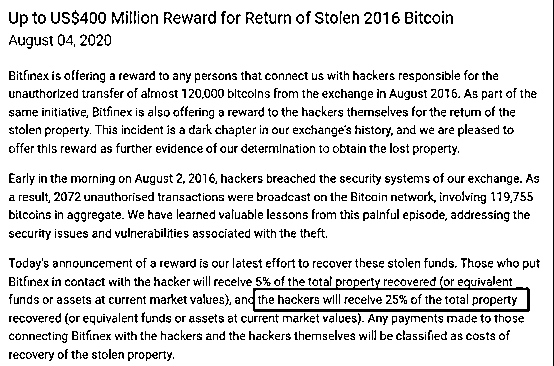 Up to US$400 Million Reward for Return of Stolen 2016 Bitcoin
August 04, 2020
Bitfinex is offering a reward to any persons that connect us with hackers responsible for the
unauthorized transfer of almost 120,000 bitcoins from the exchange in August 2016. As part of the
same initiative, Bitfinex is also offering a reward to the hackers themselves for the return of the
stolen property. This incident is a dark chapter in our exchange's history, and we are pleased to
offer this reward as further evidence of our determination to obtain the lost property.
Early in the morning on August 2, 2016, hackers breached the security systems of our exchange. As
a result, 2072 unauthorised transactions were broadcast on the Bitcoin network, involving 119,755
bitcoins in aggregate. We have learned valuable lessons from this painful episode, addressing the
security issues and vulnerabilities associated with the theft.
Today's announcement of a reward is our latest effort to recover these stolen funds. Those who put
Bitfinex in contact with the hacker will receive 5% of the total property recovered (or equivalent
funds or assets at current market values), and the hackers will receive 25% of the total property
recovered (or equivalent funds or assets at current market values). Any payments made to those
connecting Bitfinex with the hackers and the hackers themselves will be classified as costs of
recovery of the stolen property.